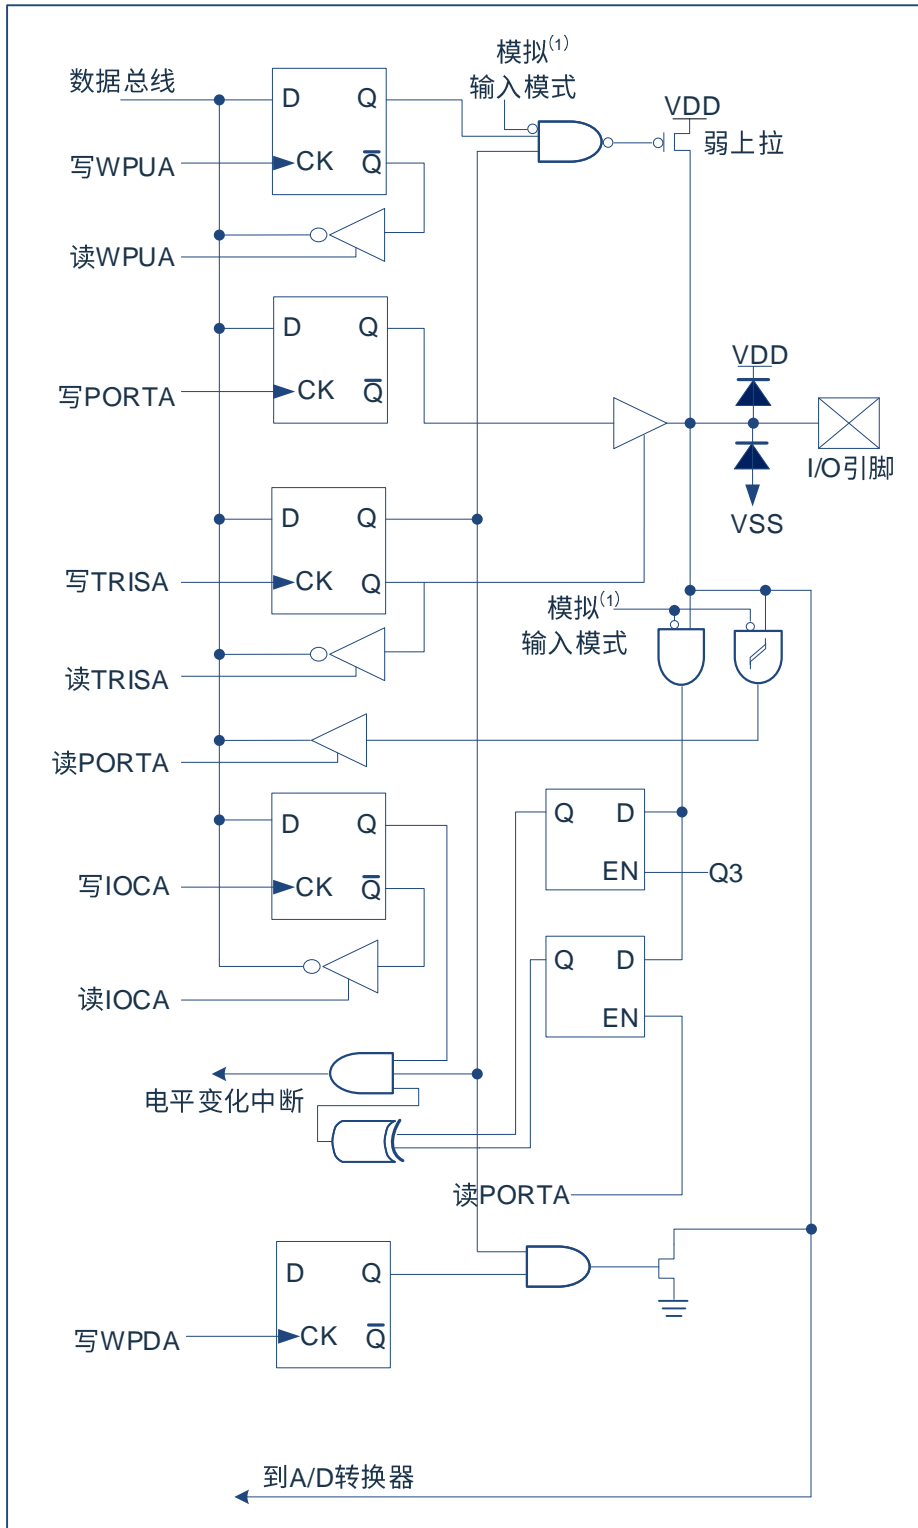 数据总线
D Q
模拟(1)
输入模式
VDD
弱上拉
写WPUA
CK Q̅
读WPUA
D Q
写PORTA
CK Q̅
VDD
I/O引脚
VSS
D Q
写TRISA
CK Q
模拟(1)
输入模式
读TRISA
读PORTA
D Q
写IOCA
CK Q̅
Q D
EN Q3
读IOCA
Q D
EN
电平变化中断
读PORTA
D Q
写WPDA
CK Q̅
到A/D转换器